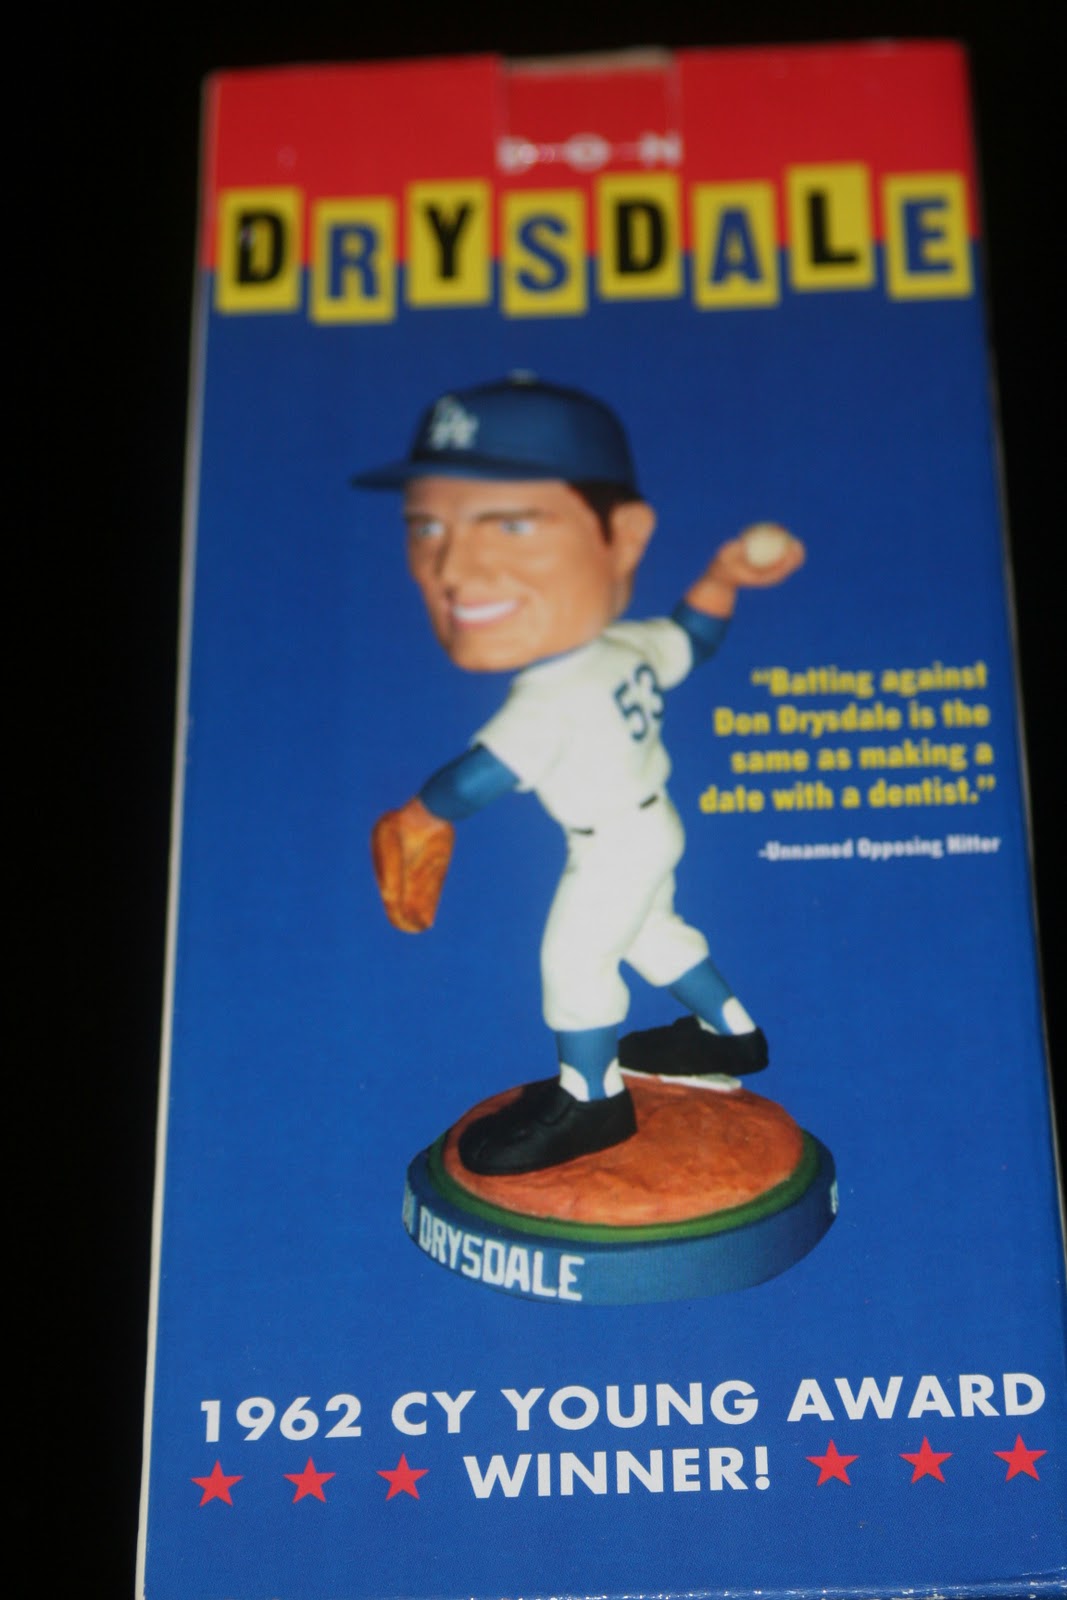 D-O-N
DRYSDALE
LA
53
"Batting against
Don Drysdale is the
same as making a
date with a dentist."
-Unnamed Opposing Hitter
DRYSDALE
1962 CY YOUNG AWARD
WINNER!